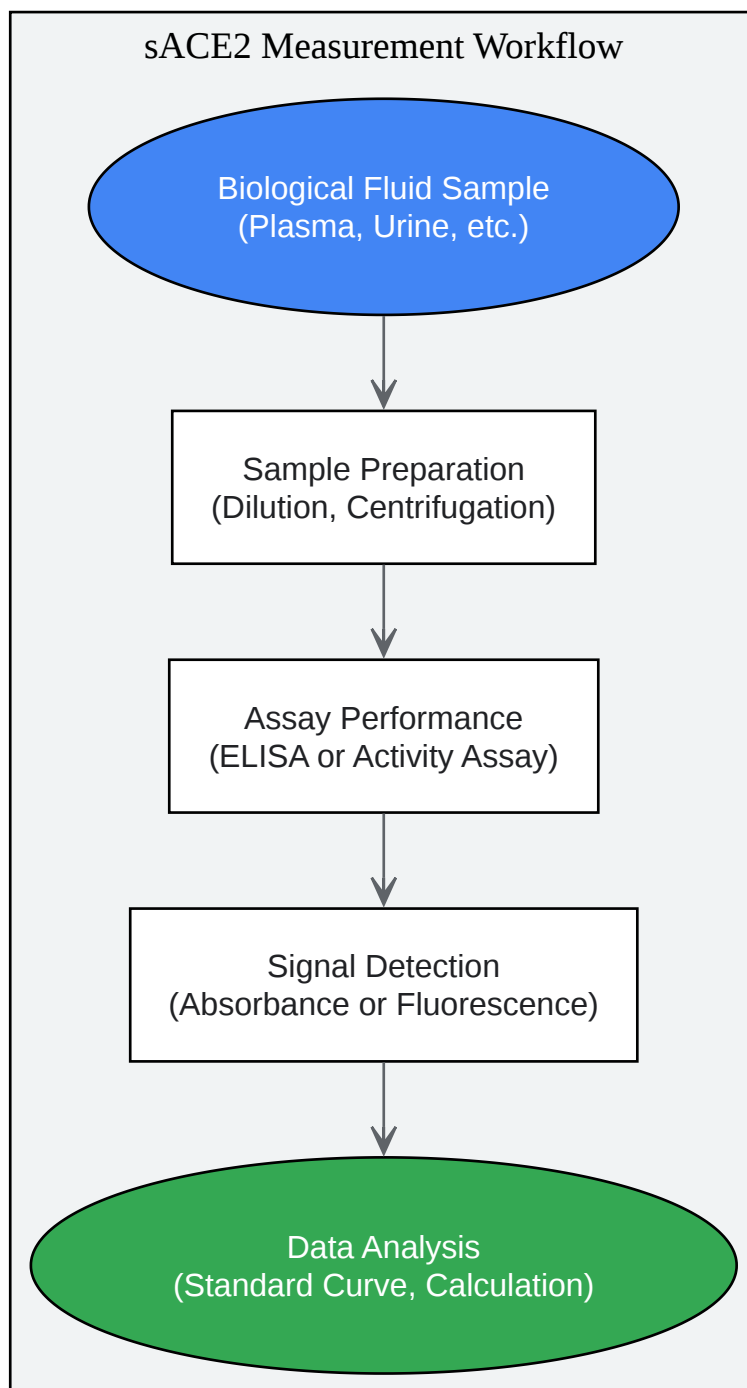 sACE2 Measurement Workflow
Biological Fluid Sample
(Plasma, Urine, etc.)
Sample Preparation
(Dilution, Centrifugation)
Assay Performance
(ELISA or Activity Assay)
Signal Detection
(Absorbance or Fluorescence)
Data Analysis
(Standard Curve, Calculation)